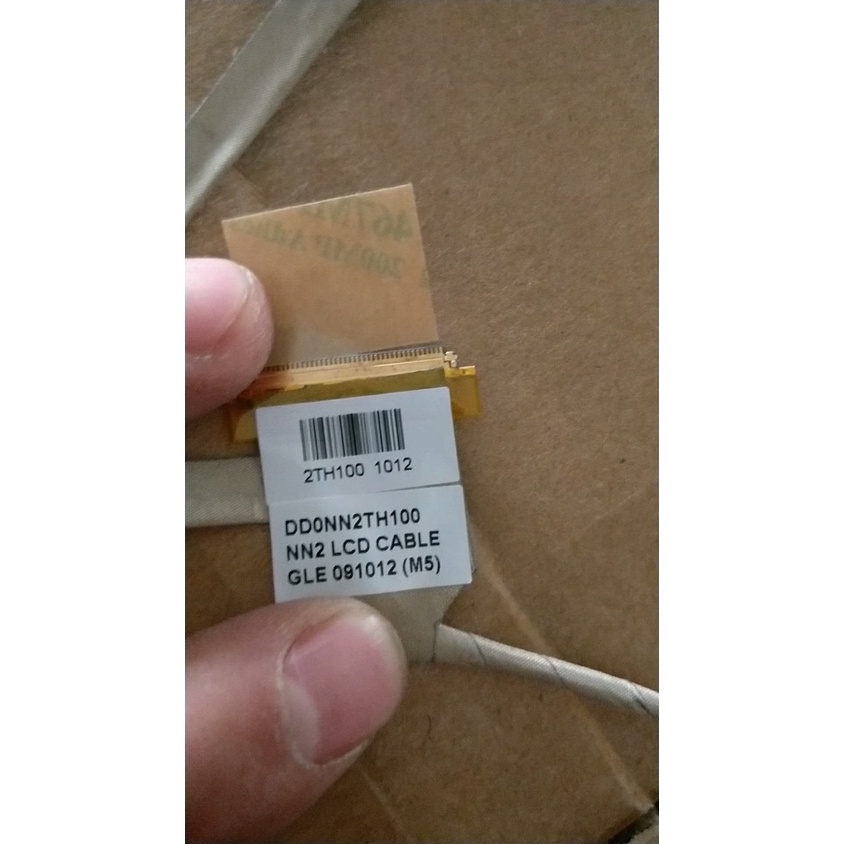 2TH100 1012
DD0NN2TH100
NN2 LCD CABLE
GLE 091012 (M5)